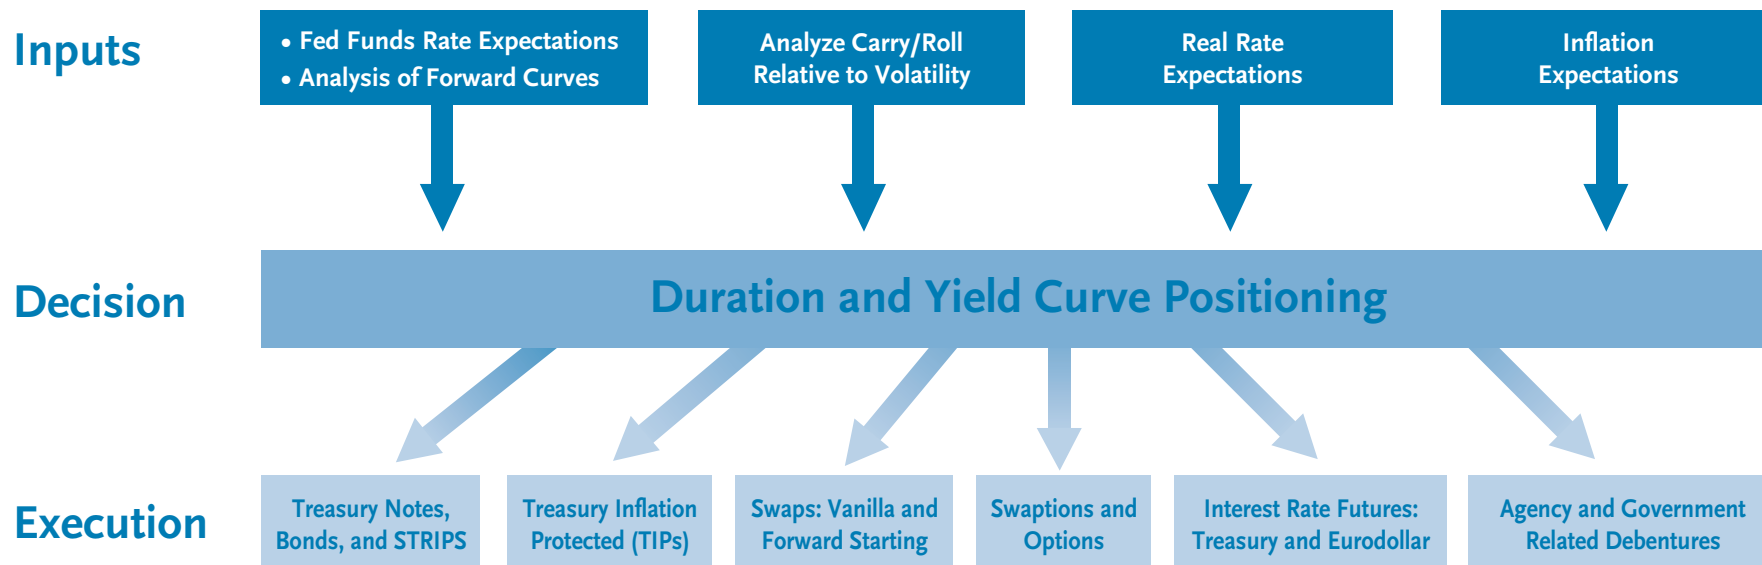 Inputs
• Fed Funds Rate Expectations
• Analysis of Forward Curves
Analyze Carry/Roll
Relative to Volatility
Real Rate
Expectations
Inflation
Expectations
Decision
Duration and Yield Curve Positioning
Execution
Treasury Notes,
Bonds, and STRIPS
Treasury Inflation
Protected (TIPs)
Swaps: Vanilla and
Forward Starting
Swaptions and
Options
Interest Rate Futures:
Treasury and Eurodollar
Agency and Government
Related Debentures